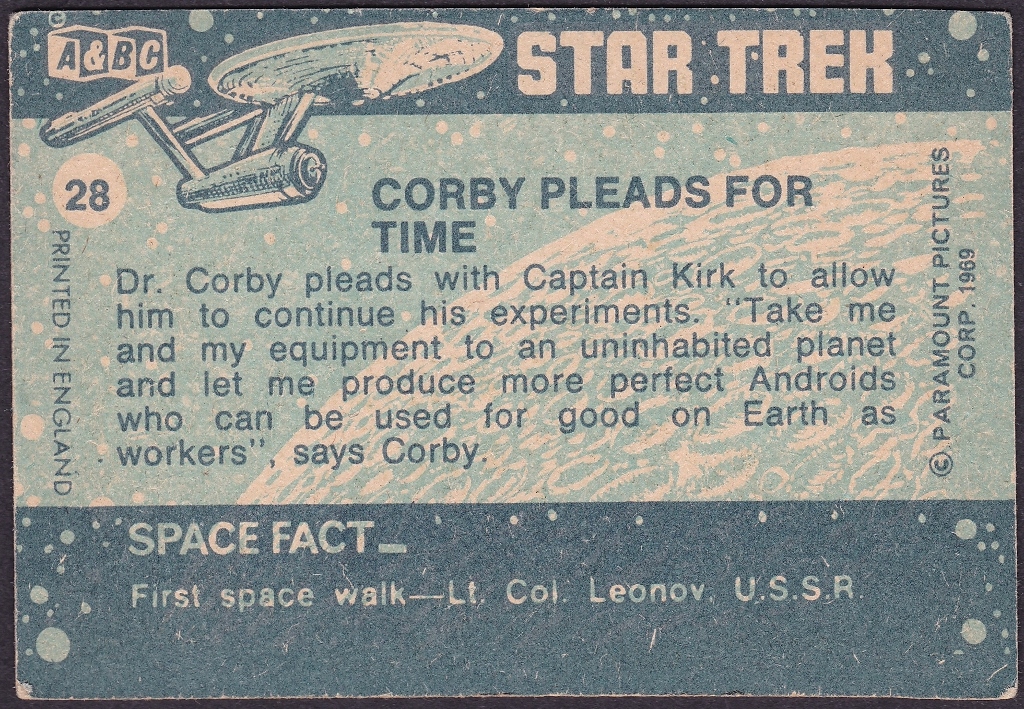 ©
A&BC
STAR TREK
28
CORBY PLEADS FOR
TIME
Dr. Corby pleads with Captain Kirk to allow
him to continue his experiments. "Take me
and my equipment to an uninhabited planet
and let me produce more perfect Androids
who can be used for good on Earth as
workers", says Corby.
PRINTED IN ENGLAND
© PARAMOUNT PICTURES
CORP. 1969
SPACE FACT_
First space walk—Lt. Col. Leonov, U.S.S.R.